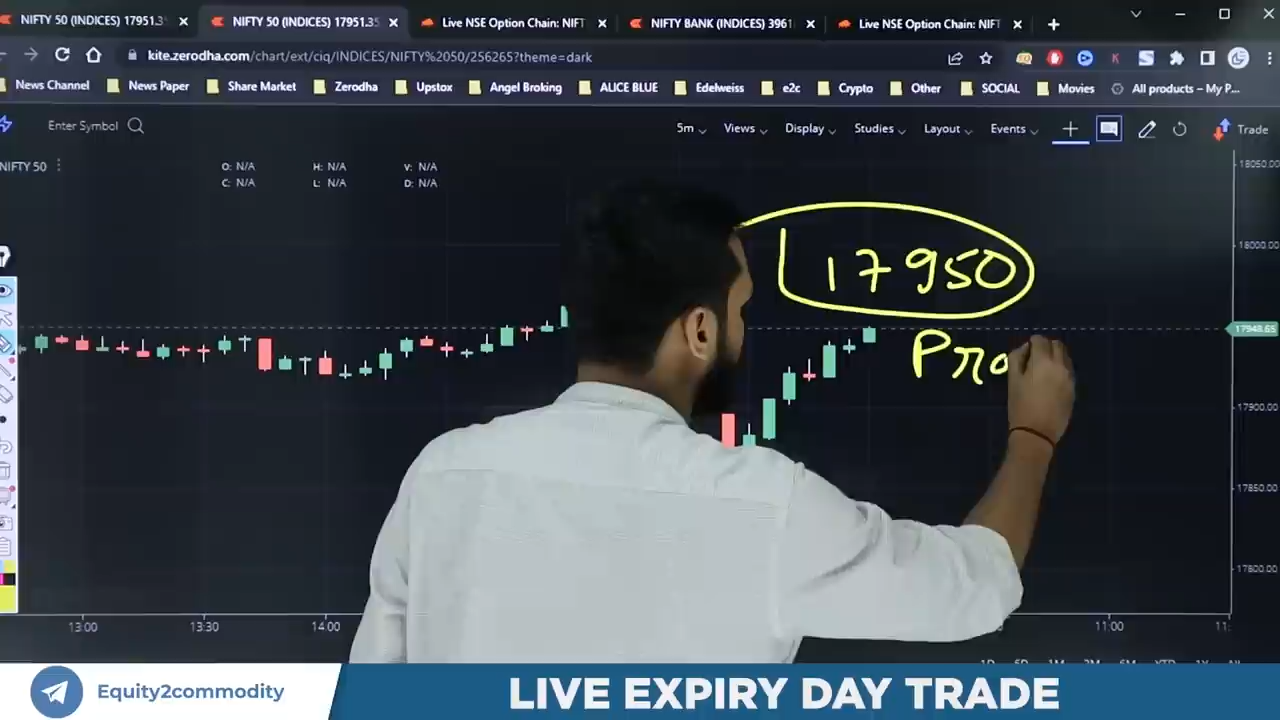 NIFTY 50 (INDICES) 17951.3 NIFTY 50 (INDICES) 17951.35 Live NSE Option Chain: NIFT NIFTY BANK (INDICES) 3961 Live NSE Option Chain: NIFT
kite.zerodha.com/chart/ext/ciq/INDICES/NIFTY%2050/256265?theme=dark
News Channel News Paper Share Market Zerodha Upstox Angel Broking ALICE BLUE Edelweiss e2c Crypto Other SOCIAL Movies All products – My P...
Enter Symbol 5m Views Display Studies Layout Events Trade
NIFTY 50 O: N/A H: N/A V: N/A
C: N/A L: N/A D: N/A
18050.00
18000.00
17950
17948.65
Pro
17900.00
17850.00
17800.00
13:00 13:30 14:00 11:00 11:
Equity2commodity
LIVE EXPIRY DAY TRADE